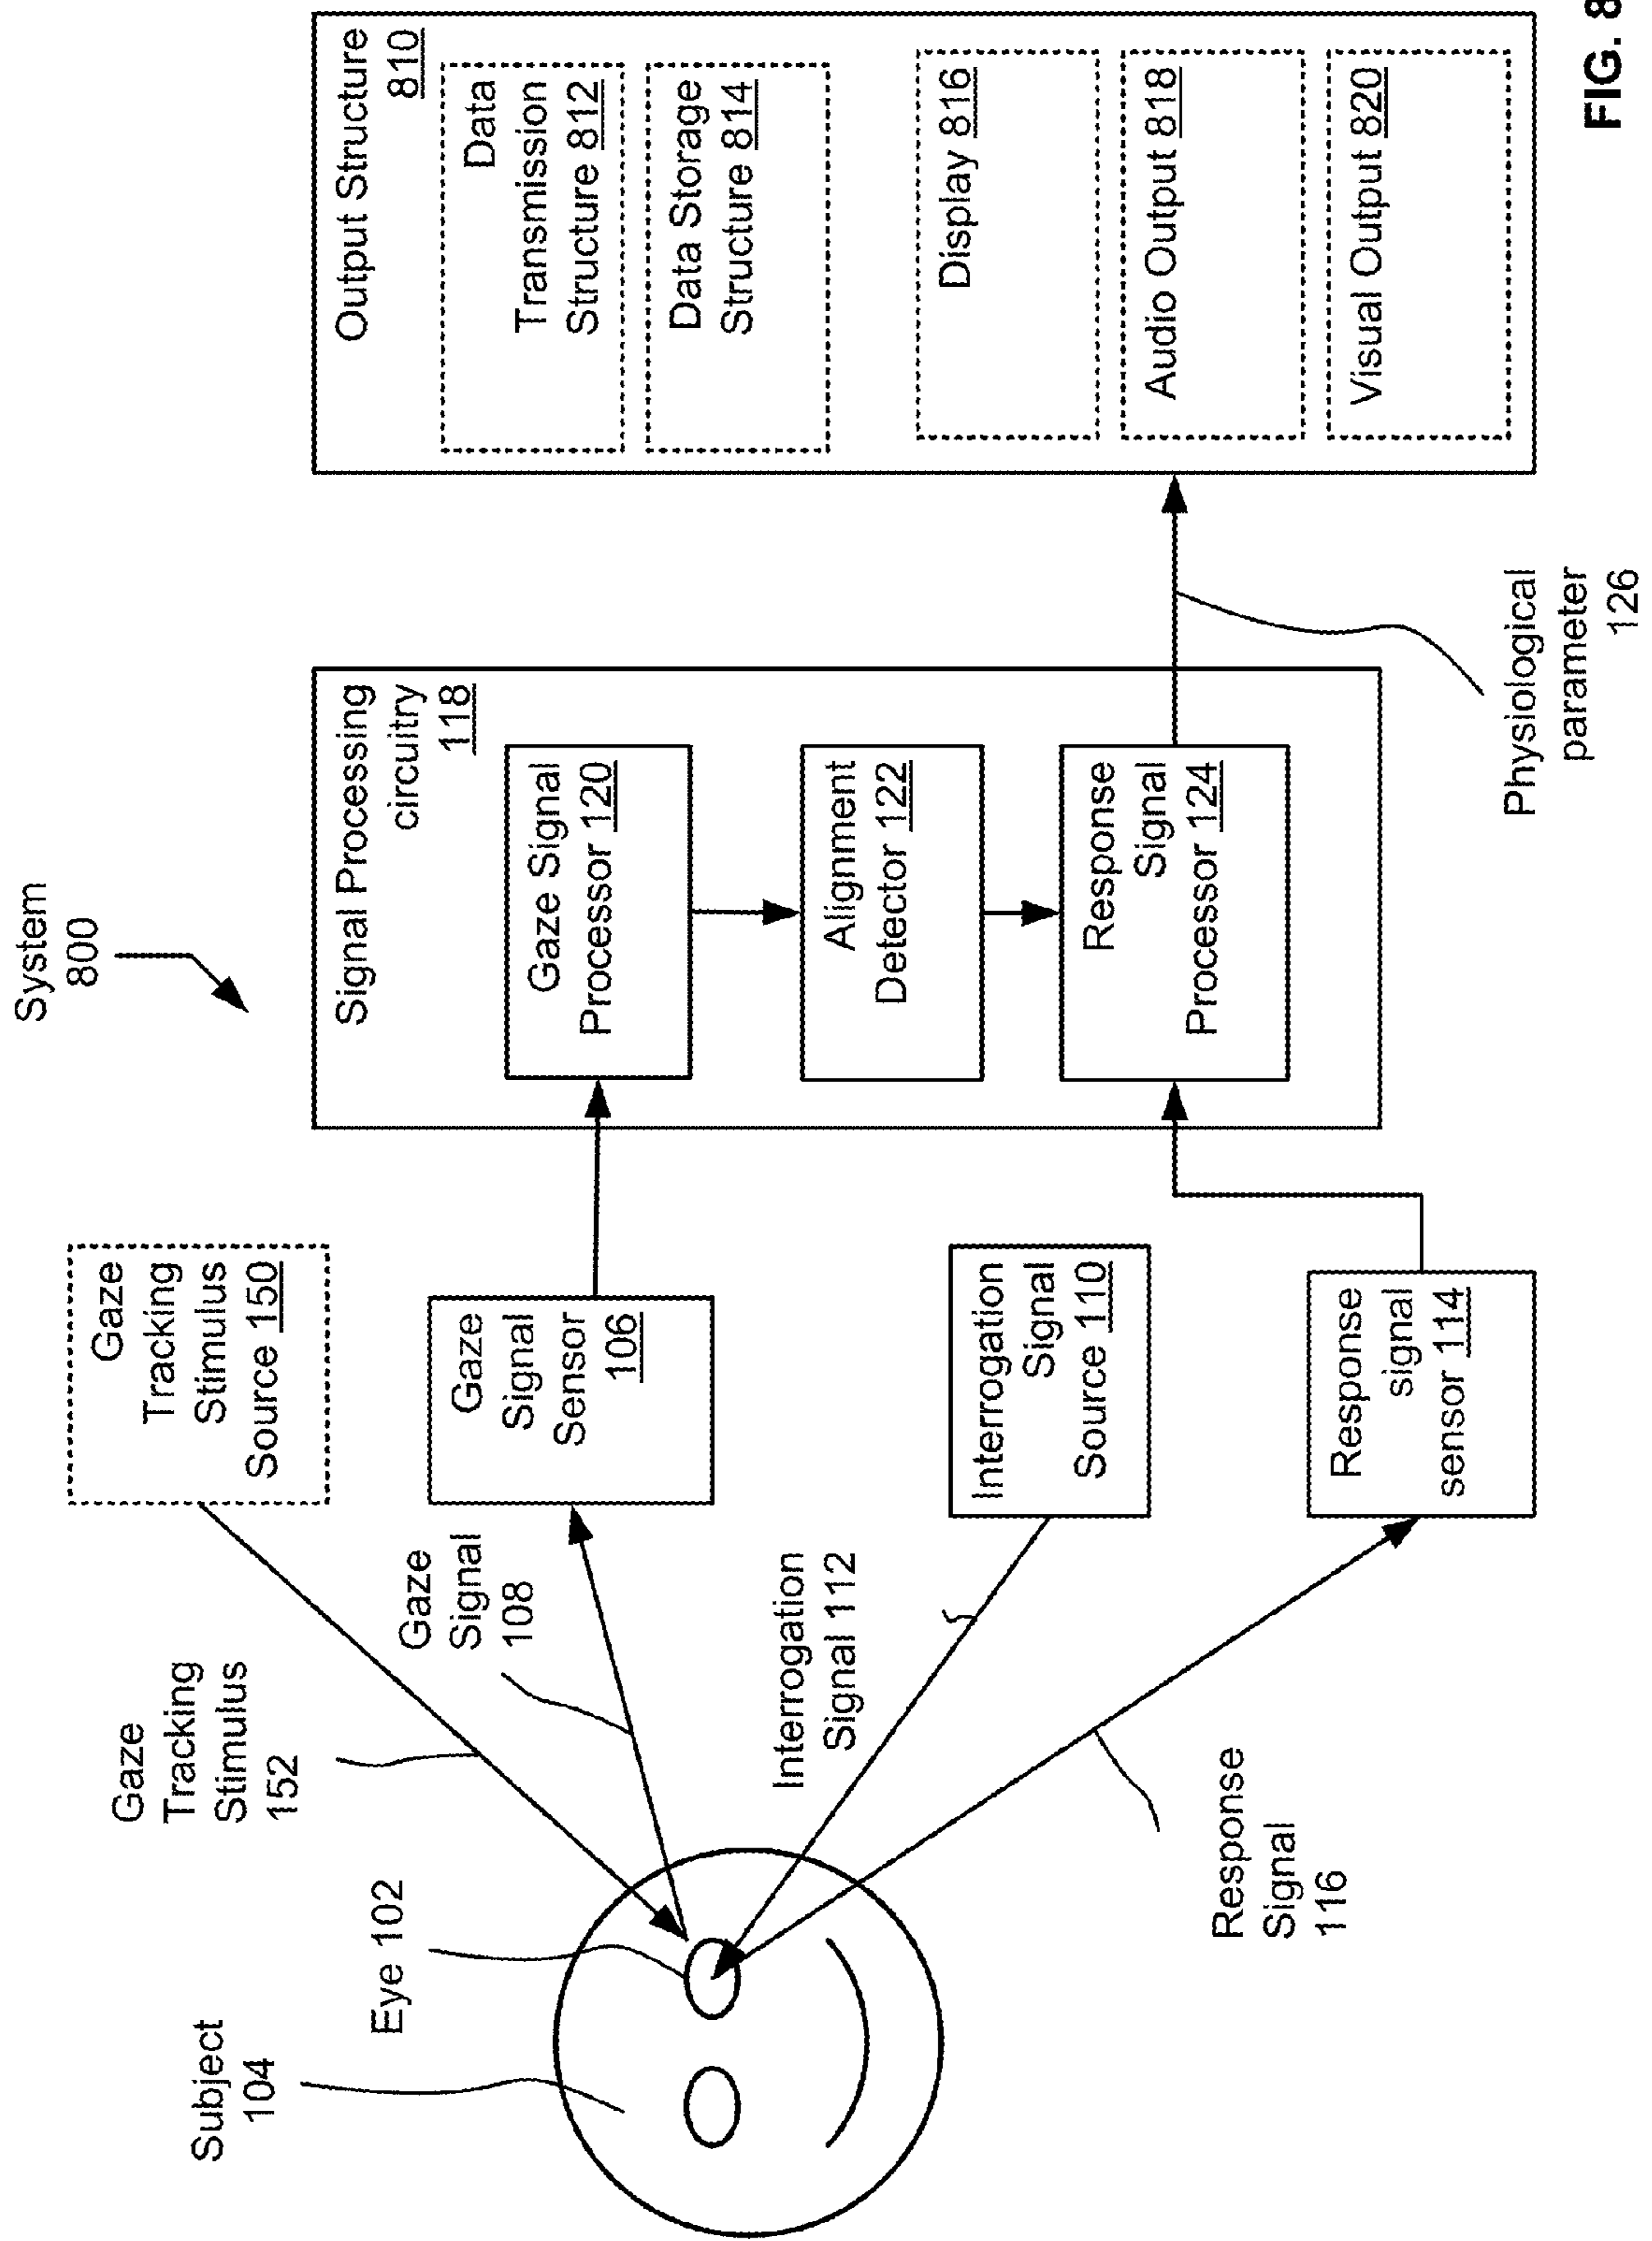 System
800
Subject
104
Eye 102
Gaze
Tracking
Stimulus
152
Gaze
Signal
108
Interrogation
Signal 112
Response
Signal
116
Gaze
Tracking
Stimulus
Source 150
Gaze
Signal
Sensor
106
Interrogation
Signal
Source 110
Response
signal
sensor 114
Signal Processing
circuitry
118
Gaze Signal
Processor 120
Alignment
Detector 122
Response
Signal
Processor 124
Physiological
parameter
126
Output Structure
810
Data
Transmission
Structure 812
Data Storage
Structure 814
Display 816
Audio Output 818
Visual Output 820
FIG. 8